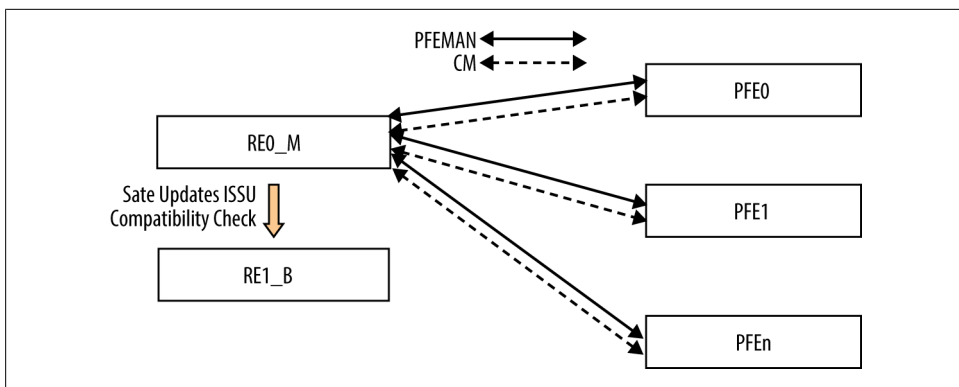 PFEMAN
CM
PFE0
RE0_M
Sate Updates ISSU
Compatibility Check
PFE1
RE1_B
PFEn